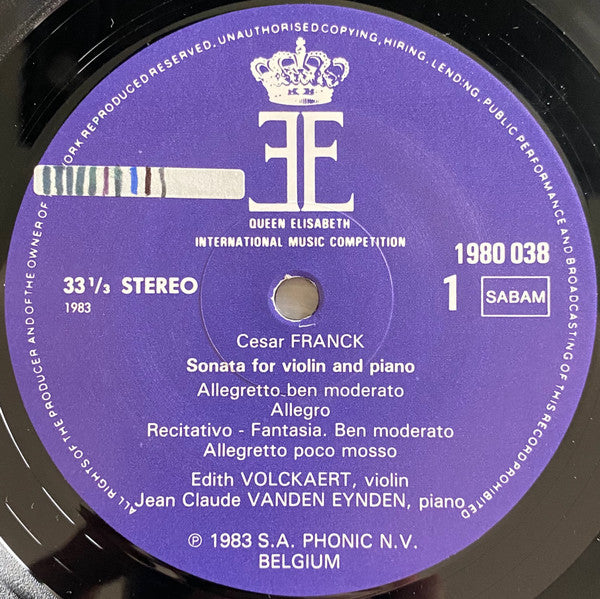 ALL RIGHTS OF THE PRODUCER AND OF THE OWNER OF WORK REPRODUCED RESERVED. UNAUTHORISED COPYING, HIRING, LENDING, PUBLIC PERFORMANCE AND BROADCASTING OF THIS RECORD PROHIBITED
EE
QUEEN ELISABETH
INTERNATIONAL MUSIC COMPETITION
1980 038
33 1/3 STEREO
1983
1
SABAM
Cesar FRANCK
Sonata for violin and piano
Allegretto ben moderato
Allegro
Recitativo - Fantasia. Ben moderato
Allegretto poco mosso
Edith VOLCKAERT, violin
Jean Claude VANDEN EYNDEN, piano
℗ 1983 S.A. PHONIC N.V.
BELGIUM